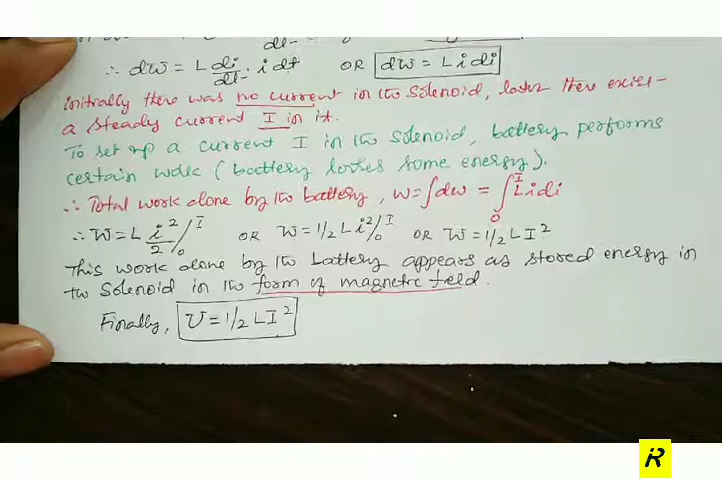 ∴ dw = L di/dt · i dt OR dw = L i di
initially there was no current in the solenoid, later there exist
a steady current I in it.
To set up a current I in the solenoid, battery performs
certain work (battery losses some energy).
∴ Total work done by the battery, w = ∫dw = ∫₀ᴵ L i di
∴ W = L i²/2 /₀ᴵ OR W = 1/2 L i² /₀ᴵ OR W = 1/2 L I²
This work done by the battery appears as stored energy in
the solenoid in the form of magnetic field.
Finally, U = 1/2 L I²
R